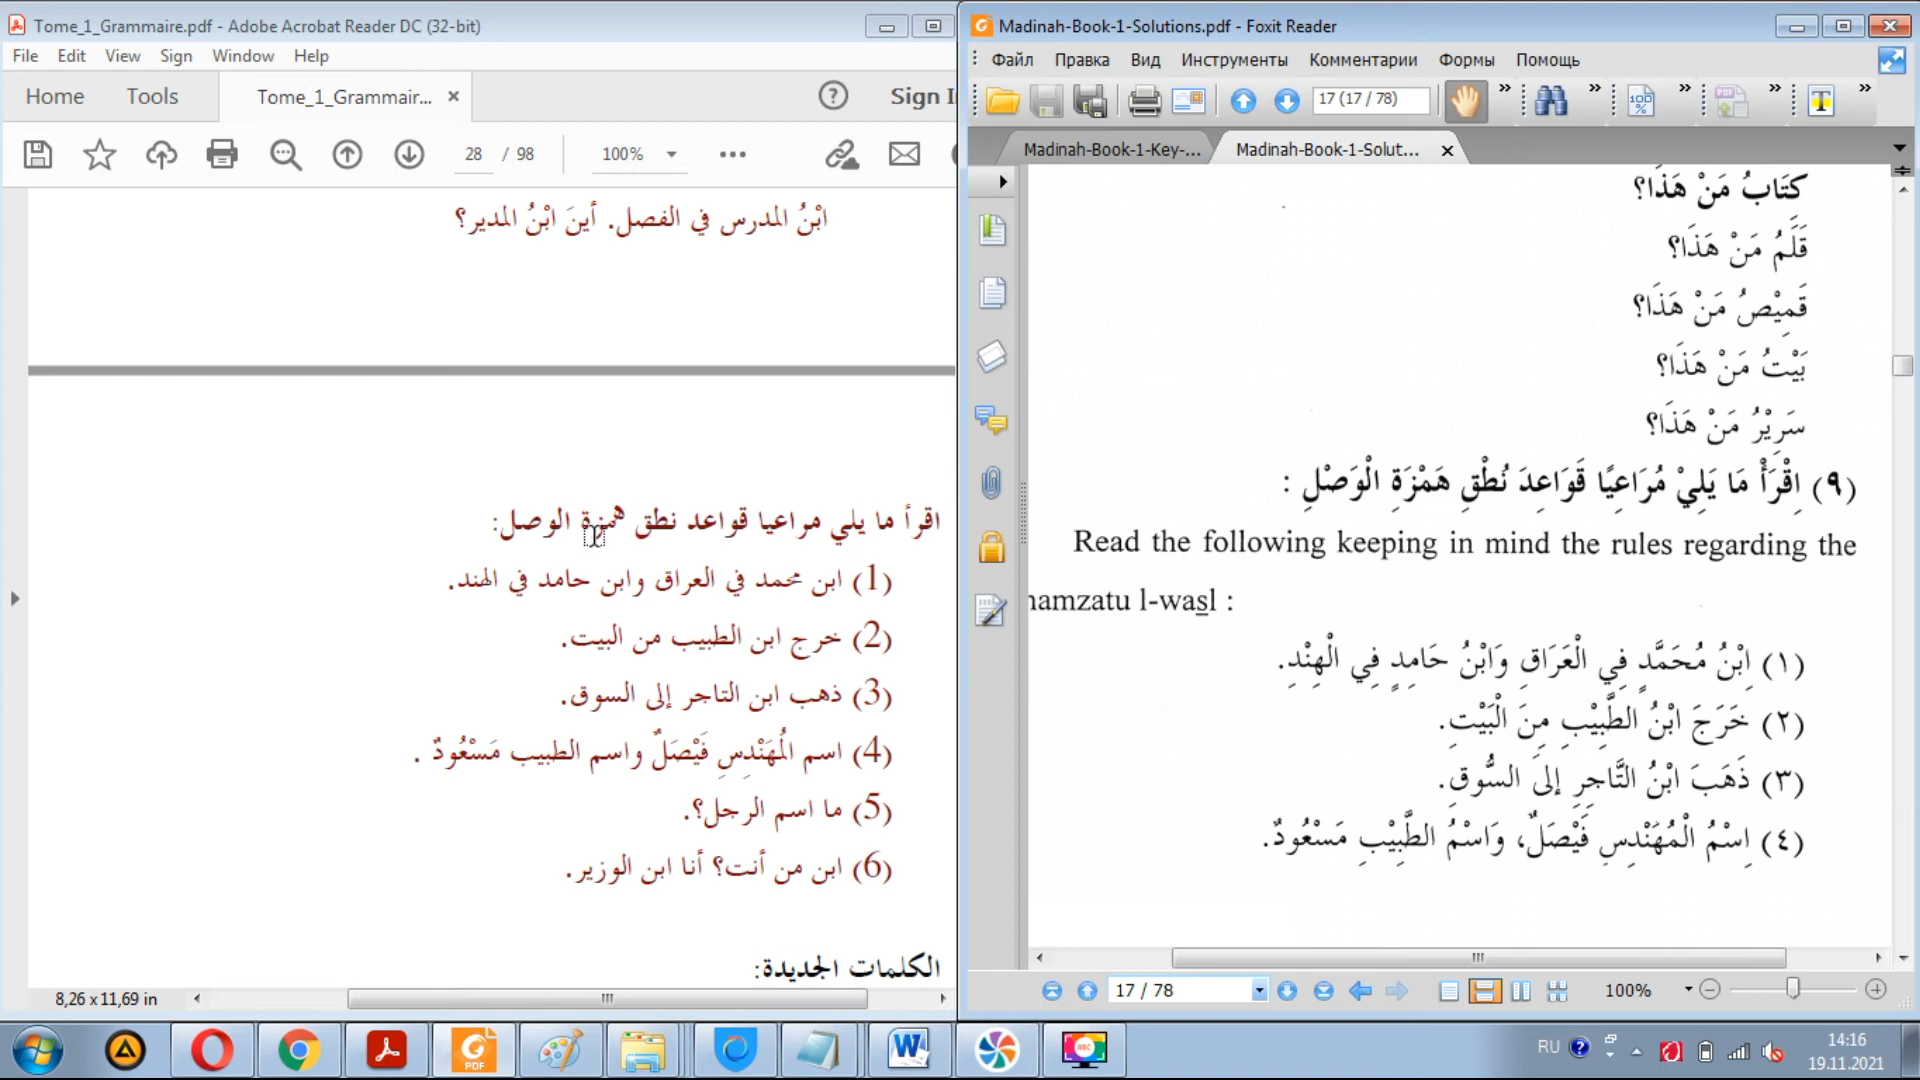 Tome_1_Grammaire.pdf - Adobe Acrobat Reader DC (32-bit)
File Edit View Sign Window Help
Home Tools Tome_1_Grammair... Sign I
28 / 98 100%
ابْنُ المدرس في الفصل. أينَ ابْنُ المدير؟
اقرأ ما يلي مراعيا قواعد نطق همزة الوصل:
(1) ابن محمد في العراق وابن حامد في الهند.
(2) خرج ابن الطبيب من البيت.
(3) ذهب ابن التاجر إلى السوق.
(4) اسم الْمُهَنْدِسِ فَيْصَلٌ واسم الطبيب مَسْعُودٌ .
(5) ما اسم الرجل؟.
(6) ابن من أنت؟ أنا ابن الوزير.
الكلمات الجديدة:
8,26 x 11,69 in
Madinah-Book-1-Solutions.pdf - Foxit Reader
Файл Правка Вид Инструменты Комментарии Формы Помощь
17 (17 / 78)
Madinah-Book-1-Key-... Madinah-Book-1-Solut...
كِتَابُ مَنْ هَذَا؟
قَلَمُ مَنْ هَذَا؟
قَمِيْصُ مَنْ هَذَا؟
بَيْتُ مَنْ هَذَا؟
سَرِيْرُ مَنْ هَذَا؟
(٩) اِقْرَأْ مَا يَلِيْ مُرَاعِيًا قَوَاعِدَ نُطْقِ هَمْزَةِ الْوَصْلِ :
Read the following keeping in mind the rules regarding the
hamzatu l-wasl :
(١) اِبْنُ مُحَمَّدٍ فِي الْعَرَاقِ وَابْنُ حَامِدٍ فِي الْهِنْدِ.
(٢) خَرَجَ ابْنُ الطَّبِيْبِ مِنَ الْبَيْتِ.
(٣) ذَهَبَ ابْنُ التَّاجِرِ إِلىَ السُّوقِ.
(٤) اِسْمُ الْمُهَنْدِسِ فَيْصَلٌ، وَاسْمُ الطَّبِيْبِ مَسْعُودٌ.
17 / 78 100%
RU 14:16
19.11.2021